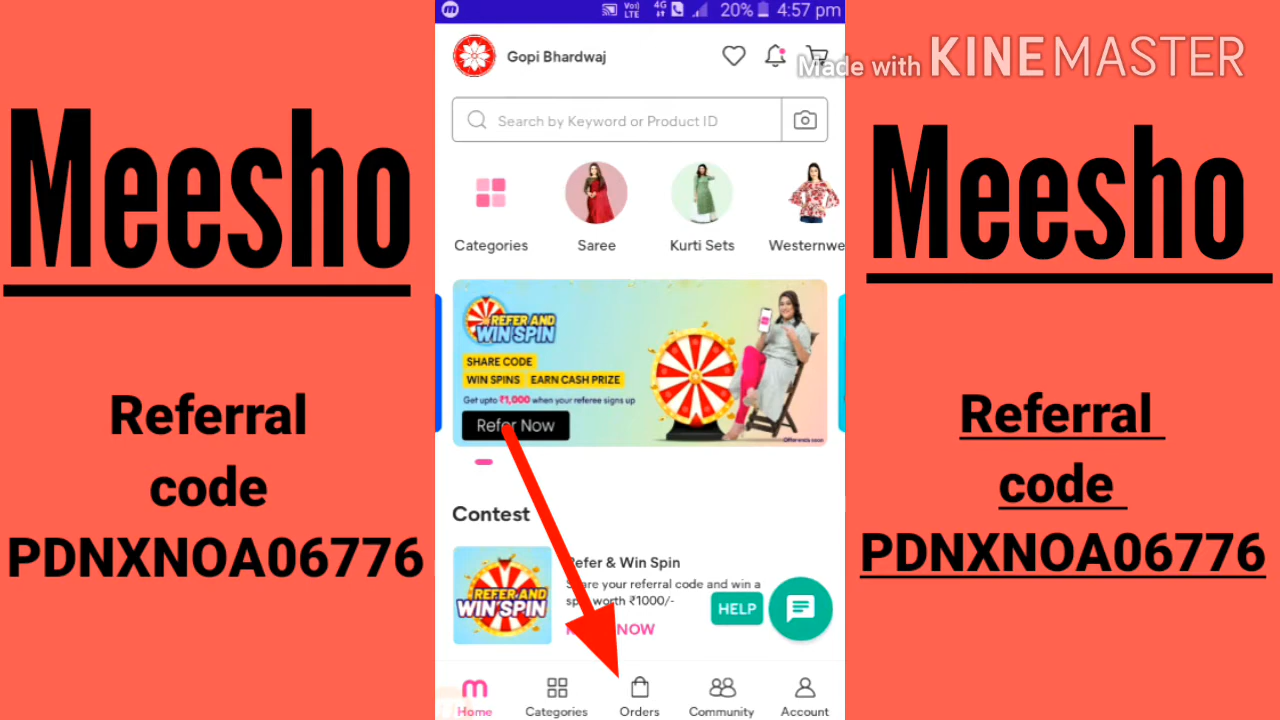 Meesho
Referral
code
PDNXNOA06776
Vo))
LTE
4G
20%
4:57 pm
Gopi Bhardwaj
Made with KINEMASTER
Search by Keyword or Product ID
Categories
Saree
Kurti Sets
Westernwe
REFER AND
WIN SPIN
SHARE CODE
WIN SPINS EARN CASH PRIZE
Get upto ₹1,000 when your referee signs up
Refer Now
Offer ends soon
Contest
REFER AND
WIN SPIN
Refer & Win Spin
Share your referral code and win a
worth ₹1000/-
NOW
HELP
Home
Categories
Orders
Community
Account
Meesho
Referral
code
PDNXNOA06776